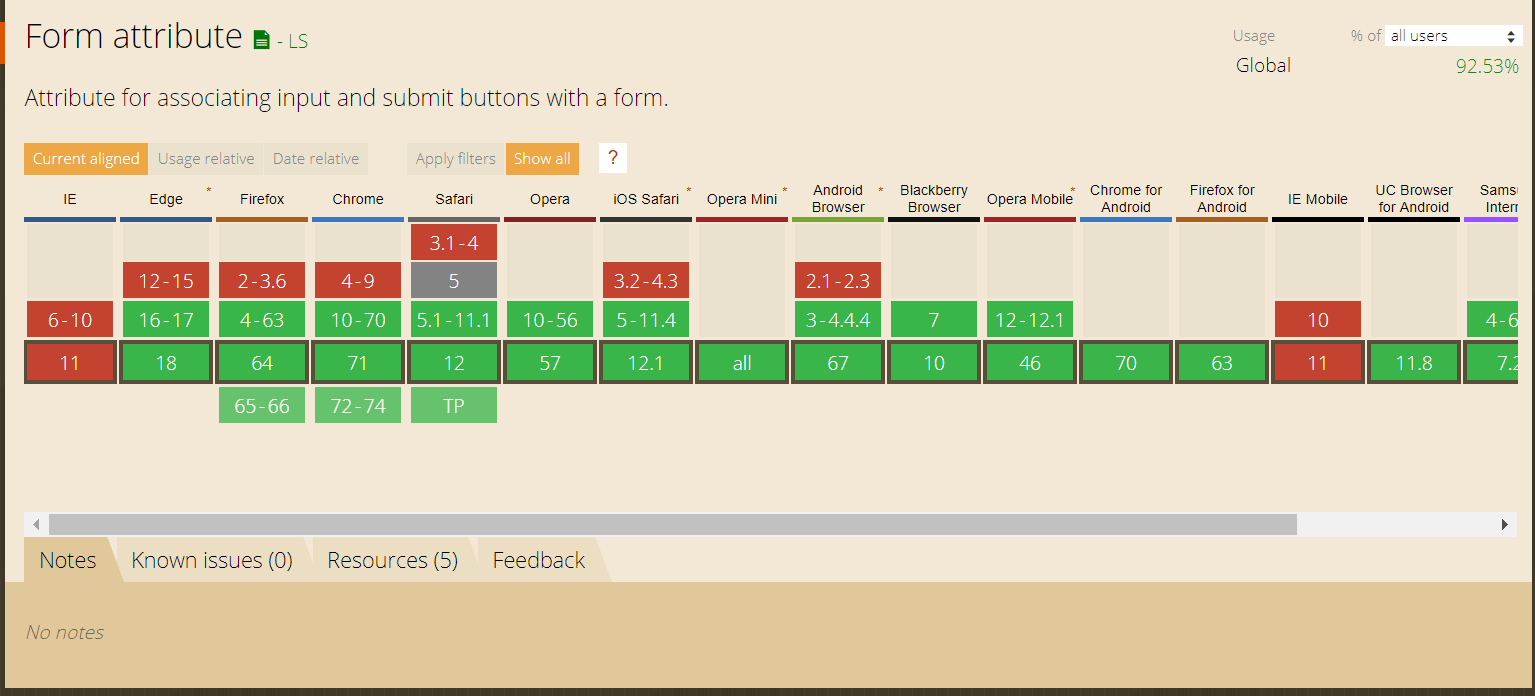 Form attribute - LS
Usage % of all users
Global 92.53%
Attribute for associating input and submit buttons with a form.
Current aligned Usage relative Date relative Apply filters Show all ?
IE Edge * Firefox Chrome Safari Opera iOS Safari * Opera Mini * Android Browser * Blackberry Browser Opera Mobile * Chrome for Android Firefox for Android IE Mobile UC Browser for Android Sams Inter
3.1-4
12-15 2-3.6 4-9 5 3.2-4.3 2.1-2.3
6-10 16-17 4-63 10-70 5.1-11.1 10-56 5-11.4 3-4.4.4 7 12-12.1 10 4-6
11 18 64 71 12 57 12.1 all 67 10 46 70 63 11 11.8 7.2
65-66 72-74 TP
Notes Known issues (0) Resources (5) Feedback
No notes